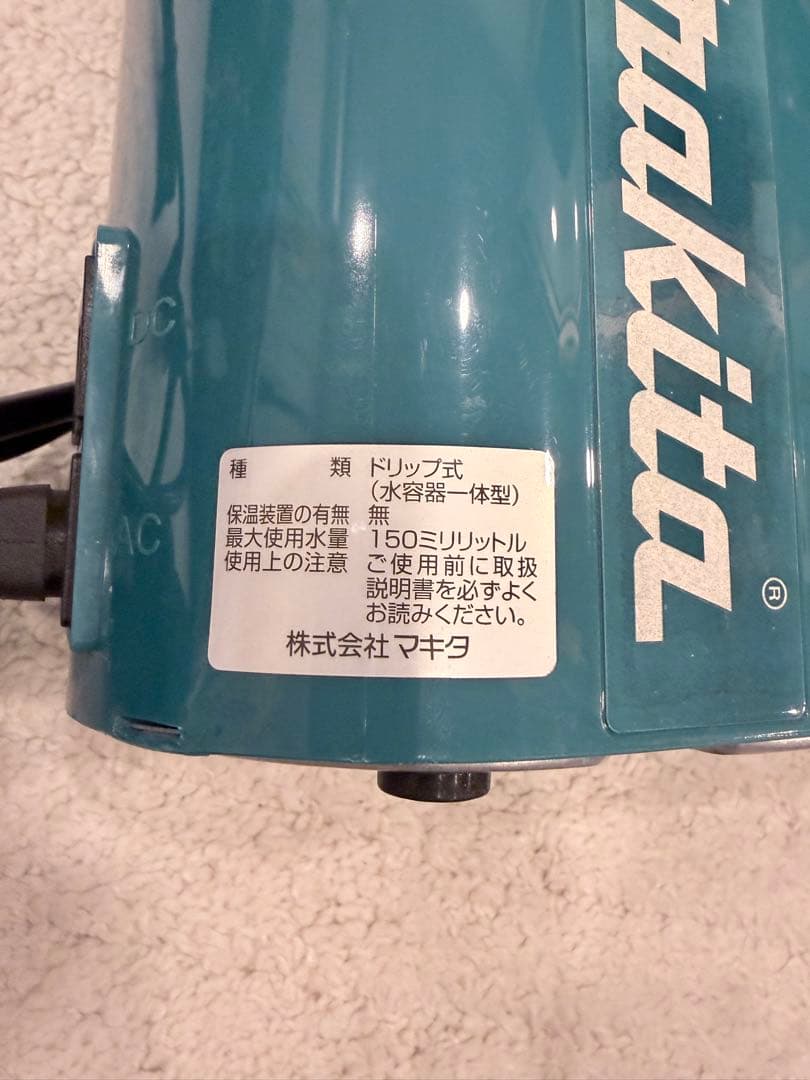 makita
®
DC
AC
種　　類　ドリップ式
（水容器一体型）
保温装置の有無　無
最大使用水量　150ミリリットル
使用上の注意　ご使用前に取扱
説明書を必ずよく
お読みください。
株式会社 マキタ